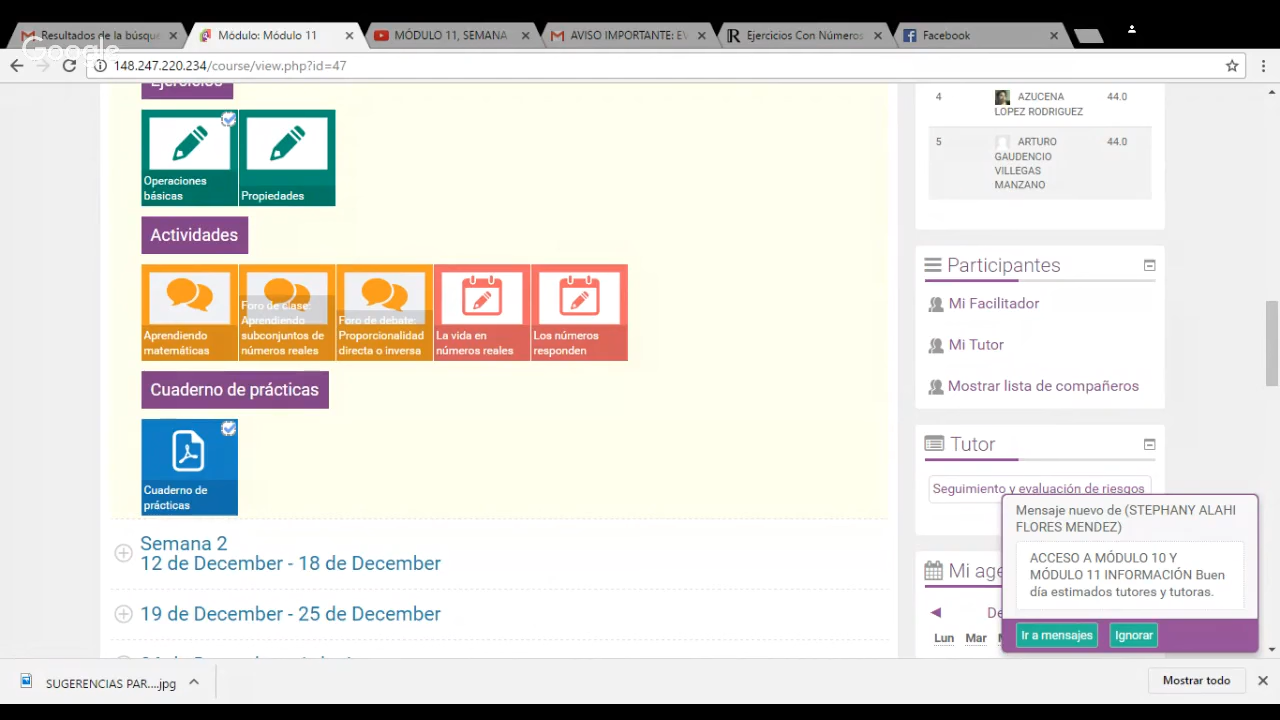 Resultados de la búsque
Módulo: Módulo 11
MÓDULO 11, SEMANA
AVISO IMPORTANTE: EV
Ejercicios Con Números
Facebook
Google
148.247.220.234/course/view.php?id=47
Ejercicios
Operaciones
básicas
Propiedades
Actividades
Aprendiendo
matemáticas
Foro de clase:
Aprendiendo
subconjuntos de
números reales
Foro de debate:
Proporcionalidad
directa o inversa
La vida en
números reales
Los números
responden
Cuaderno de prácticas
Cuaderno de
prácticas
Semana 2
12 de December - 18 de December
19 de December - 25 de December
4 AZUCENA 44.0
LOPEZ RODRIGUEZ
5 ARTURO 44.0
GAUDENCIO
VILLEGAS
MANZANO
Participantes
Mi Facilitador
Mi Tutor
Mostrar lista de compañeros
Tutor
Seguimiento y evaluación de riesgos
Mi age
De
Lun Mar
Mensaje nuevo de (STEPHANY ALAHI
FLORES MENDEZ)
ACCESO A MÓDULO 10 Y
MÓDULO 11 INFORMACIÓN Buen
día estimados tutores y tutoras.
Ir a mensajes Ignorar
SUGERENCIAS PAR....jpg
Mostrar todo